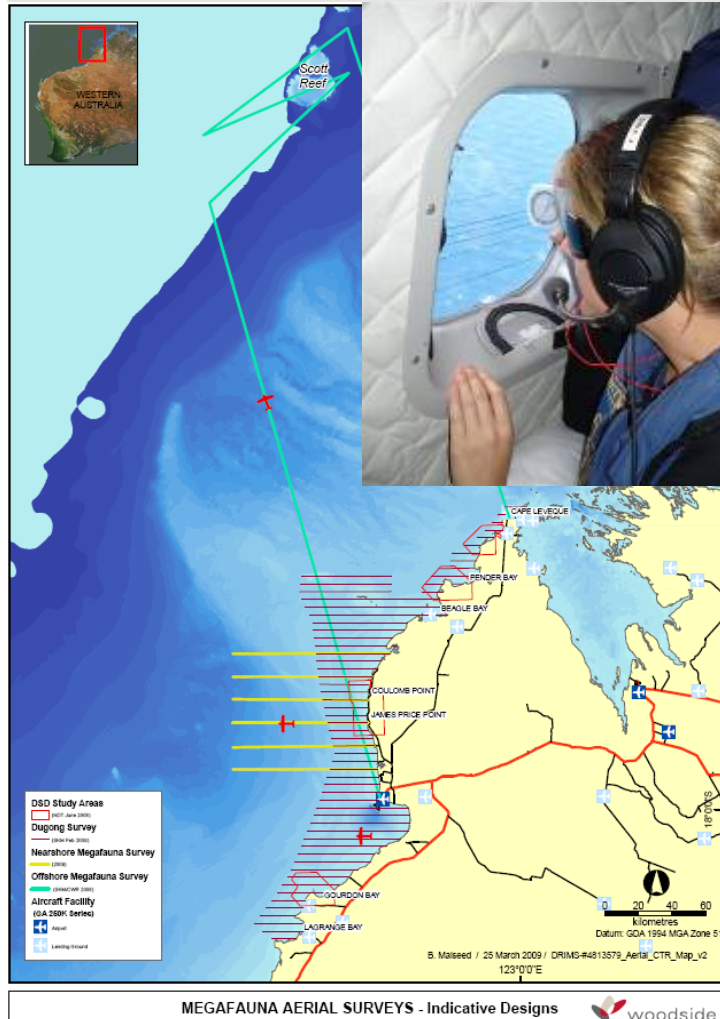 WESTERN
AUSTRALIA
Scott
Reef
CAPE LEVEQUE
PENDER BAY
BEAGLE BAY
COULOMB POINT
JAMES PRICE POINT
18°0'0"S
GOURDON BAY
LAGRANGE BAY
DSD Study Areas
Dugong Survey
Nearshore Megafauna Survey
(2009)
Offshore Megafauna Survey
Aircraft Facility
(GA 250K Series)
Airport
Landing Ground
0 20 40 60
kilometres
Datum: GDA 1994 MGA Zone 51
B. Malseed / 25 March 2009 / DRIMS-#4813579_Aerial_CTR_Map_v2
123°0'0"E
MEGAFAUNA AERIAL SURVEYS - Indicative Designs
woodside